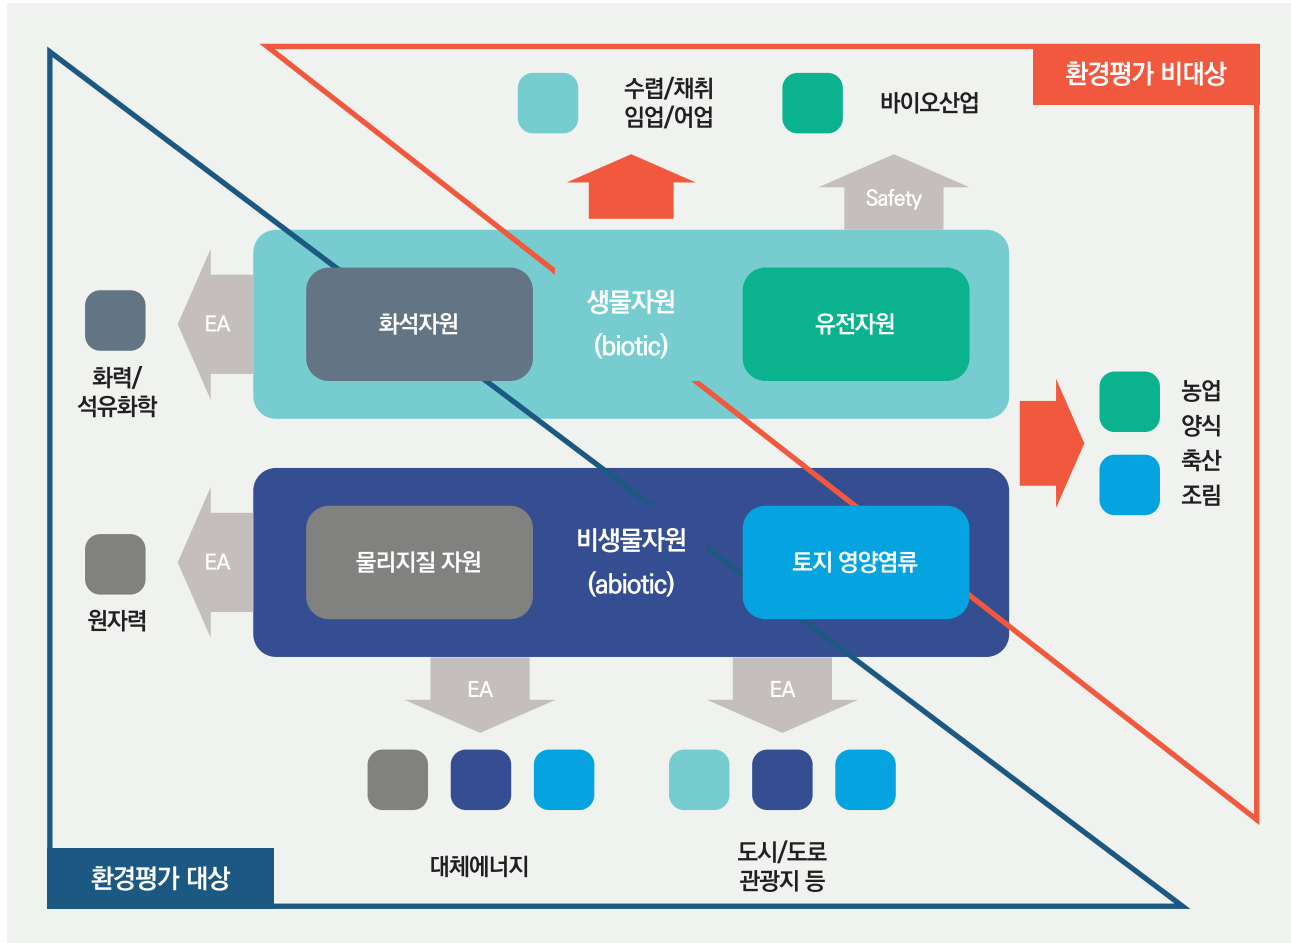 환경평가 비대상
수렵/채취
임업/어업
바이오산업
Safety
EA
화력/
석유화학
화석자원
생물자원
(biotic)
유전자원
농업
양식
축산
조림
EA
원자력
물리지질 자원
비생물자원
(abiotic)
토지 영양염류
EA
EA
대체에너지
도시/도로
관광지 등
환경평가 대상